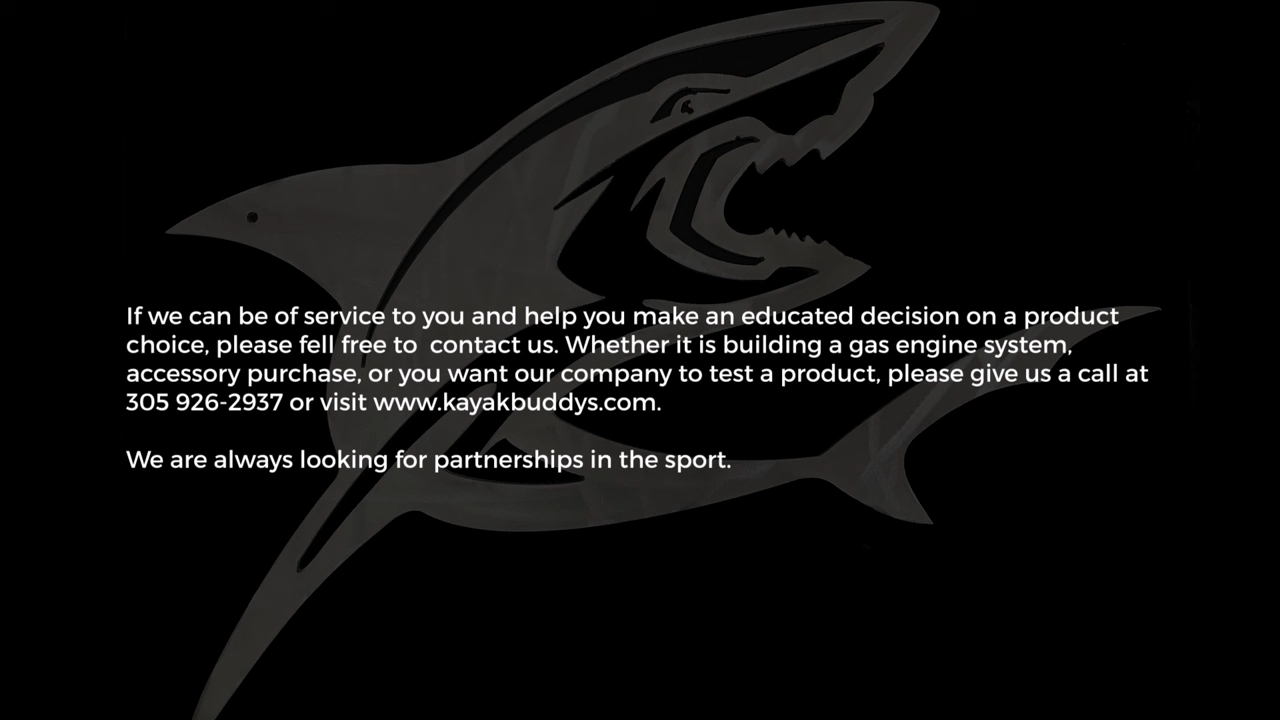 If we can be of service to you and help you make an educated decision on a product
choice, please fell free to  contact us. Whether it is building a gas engine system,
accessory purchase, or you want our company to test a product, please give us a call at
305 926-2937 or visit www.kayakbuddys.com.
We are always looking for partnerships in the sport.